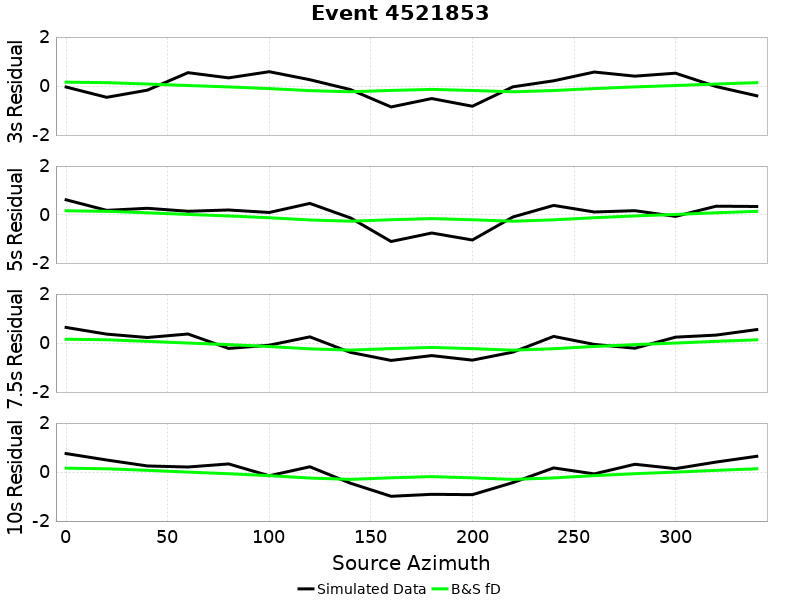 Event 4521853
3s Residual
2
0
-2
5s Residual
2
0
-2
7.5s Residual
2
0
-2
10s Residual
2
0
-2
0 50 100 150 200 250 300
Source Azimuth
Simulated Data B&S fD